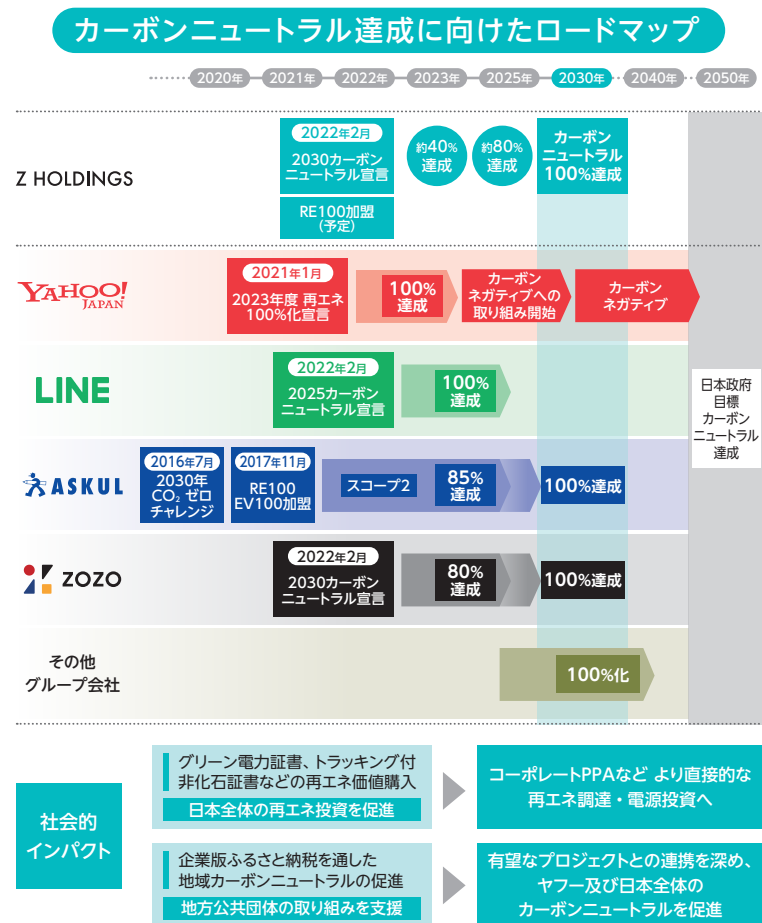 カーボンニュートラル達成に向けたロードマップ
2020年
2021年
2022年
2023年
2025年
2030年
2040年
2050年
Z HOLDINGS
2022年2月
2030カーボン
ニュートラル宣言
RE100加盟
(予定)
約40%
達成
約80%
達成
カーボン
ニュートラル
100%達成
YAHOO!
JAPAN
2021年1月
2023年度 再エネ
100%化宣言
100%
達成
カーボン
ネガティブへの
取り組み開始
カーボン
ネガティブ
LINE
2022年2月
2025カーボン
ニュートラル宣言
100%
達成
ASKUL
2016年7月
2030年
CO₂ ゼロ
チャレンジ
2017年11月
RE100
EV100加盟
スコープ2
85%
達成
100%達成
ZOZO
2022年2月
2030カーボン
ニュートラル宣言
80%
達成
100%達成
その他
グループ会社
100%化
日本政府
目標
カーボン
ニュートラル
達成
社会的
インパクト
グリーン電力証書、トラッキング付
非化石証書などの再エネ価値購入
日本全体の再エネ投資を促進
コーポレートPPAなど より直接的な
再エネ調達・電源投資へ
企業版ふるさと納税を通した
地域カーボンニュートラルの促進
地方公共団体の取り組みを支援
有望なプロジェクトとの連携を深め、
ヤフー及び日本全体の
カーボンニュートラルを促進